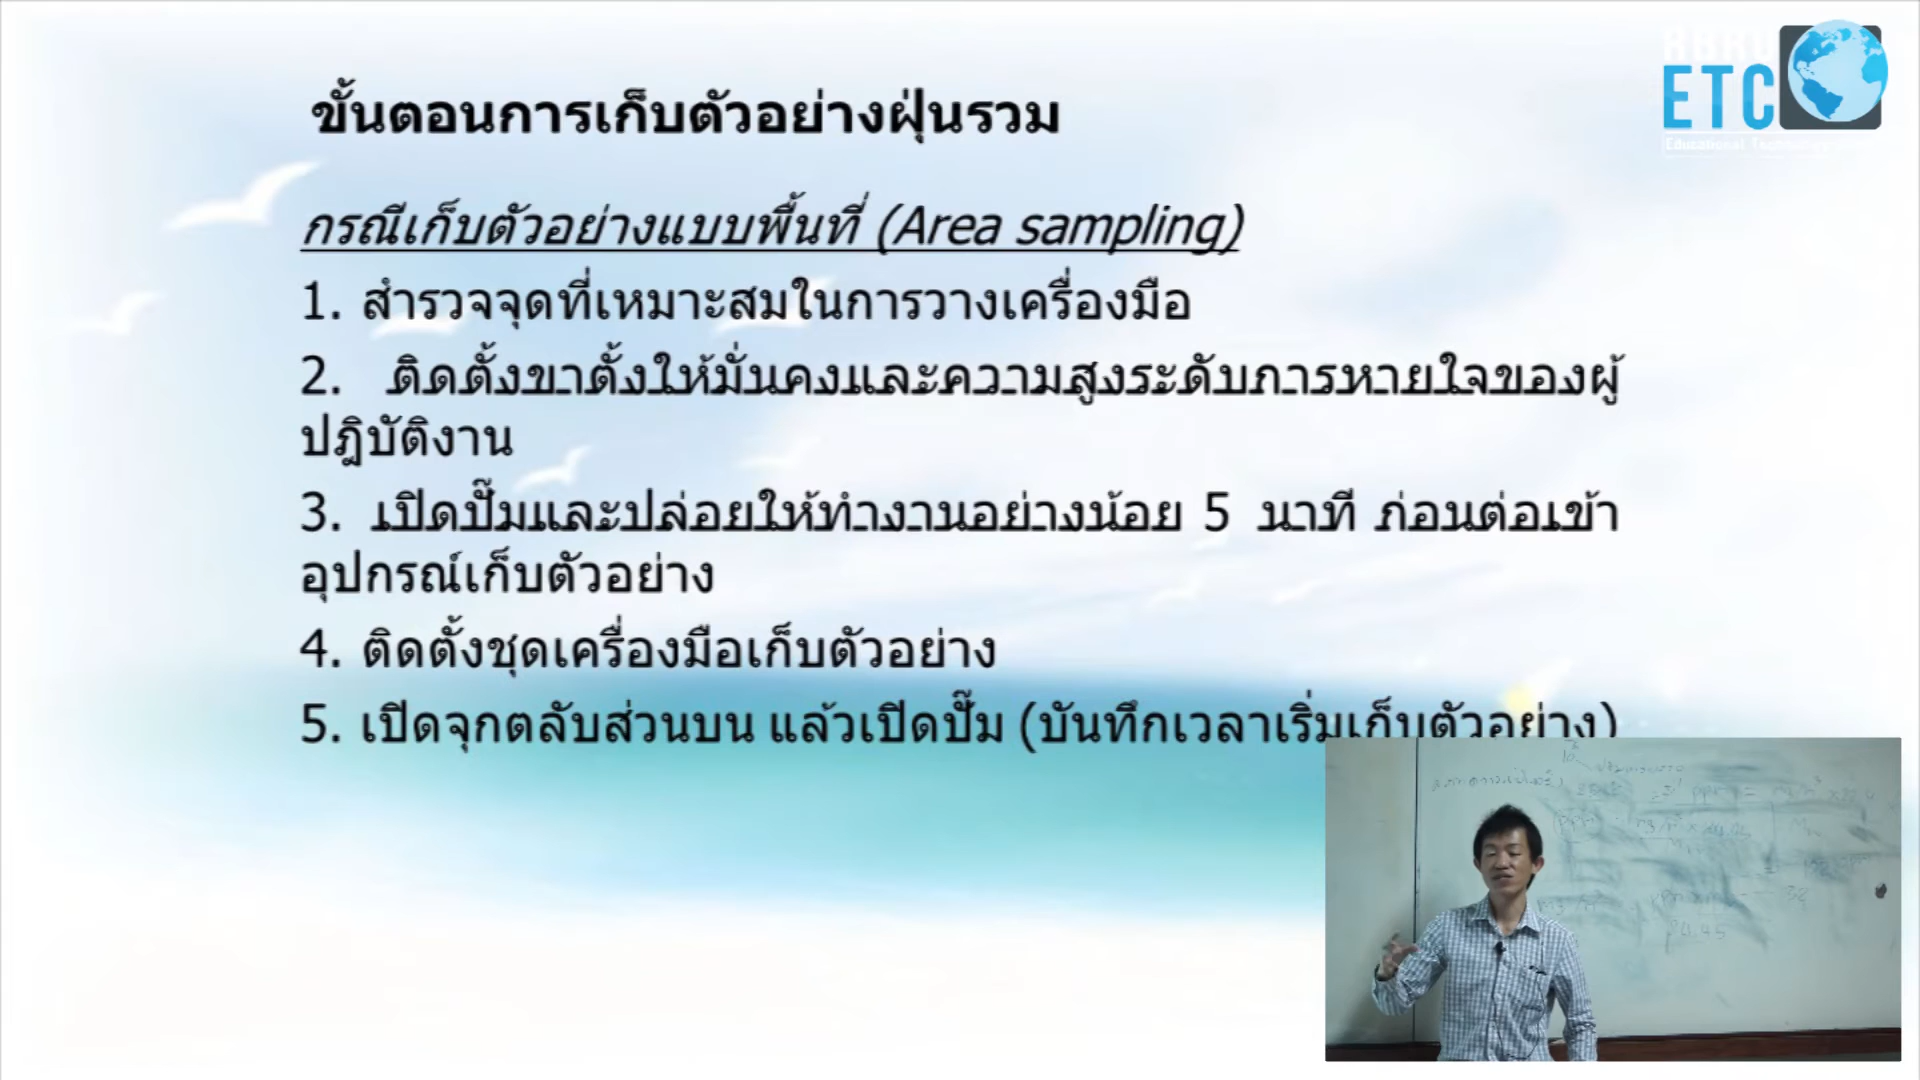 RBRU
ETC
Educational Technology
ขั้นตอนการเก็บตัวอย่างฝุ่นรวม
กรณีเก็บตัวอย่างแบบพื้นที่ (Area sampling)
1. สำรวจจุดที่เหมาะสมในการวางเครื่องมือ
2. ติดตั้งขาตั้งให้มั่นคงและความสูงระดับการหายใจของผู้
ปฎิบัติงาน
3. เปิดปั๊มและปล่อยให้ทำงานอย่างน้อย 5 นาที ก่อนต่อเข้า
อุปกรณ์เก็บตัวอย่าง
4. ติดตั้งชุดเครื่องมือเก็บตัวอย่าง
5. เปิดจุกตลับส่วนบน แล้วเปิดปั๊ม (บันทึกเวลาเริ่มเก็บตัวอย่าง)
24.45